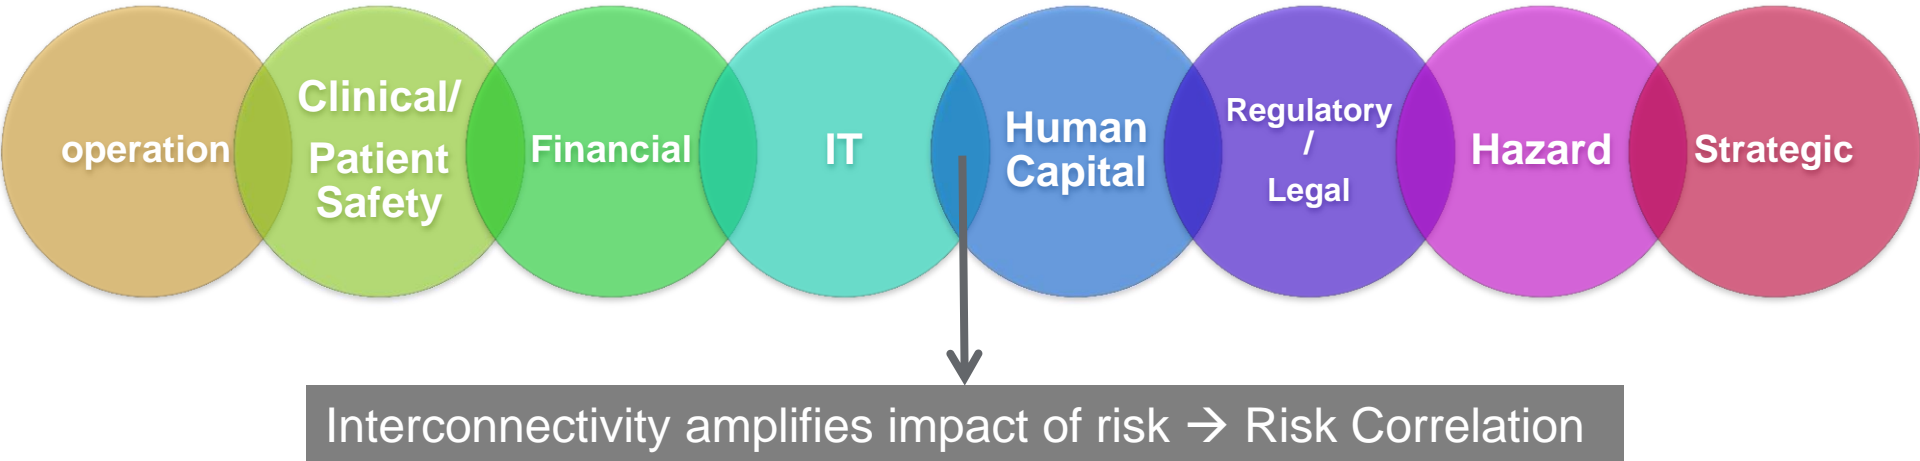 operation
Clinical/
Patient
Safety
Financial
IT
Human
Capital
Regulatory
/
Legal
Hazard
Strategic
Interconnectivity amplifies impact of risk → Risk Correlation